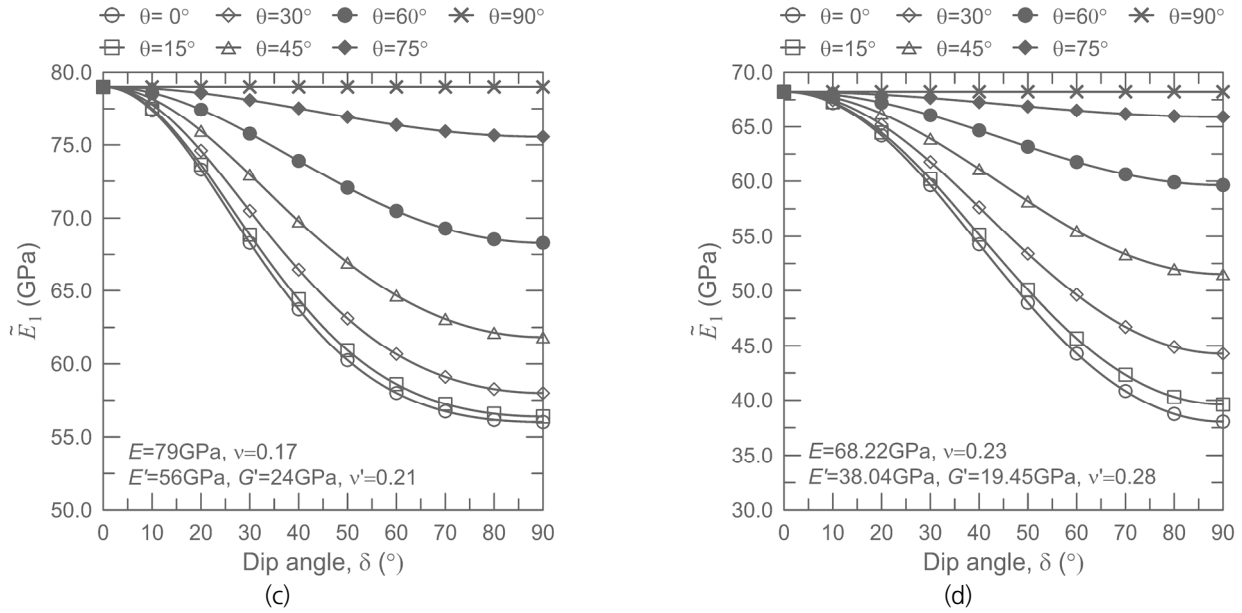 θ= 0° θ=30° θ=60° θ=90°
θ=15° θ=45° θ=75°
80.0
75.0
70.0
65.0
60.0
55.0
50.0
Ẽ₁ (GPa)
E=79GPa, ν=0.17
E'=56GPa, G'=24GPa, ν'=0.21
0 10 20 30 40 50 60 70 80 90
Dip angle, δ (°)
(c)
θ= 0° θ=30° θ=60° θ=90°
θ=15° θ=45° θ=75°
70.0
65.0
60.0
55.0
50.0
45.0
40.0
35.0
30.0
Ẽ₁ (GPa)
E=68.22GPa, ν=0.23
E'=38.04GPa, G'=19.45GPa, ν'=0.28
0 10 20 30 40 50 60 70 80 90
Dip angle, δ (°)
(d)